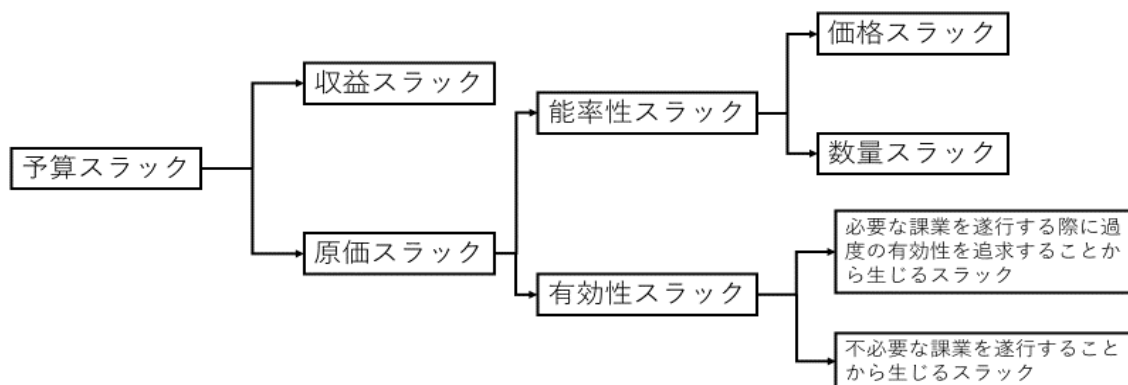 価格スラック
収益スラック
能率性スラック
予算スラック
数量スラック
原価スラック
必要な課業を遂行する際に過
度の有効性を追求することか
ら生じるスラック
有効性スラック
不必要な課業を遂行すること
から生じるスラック